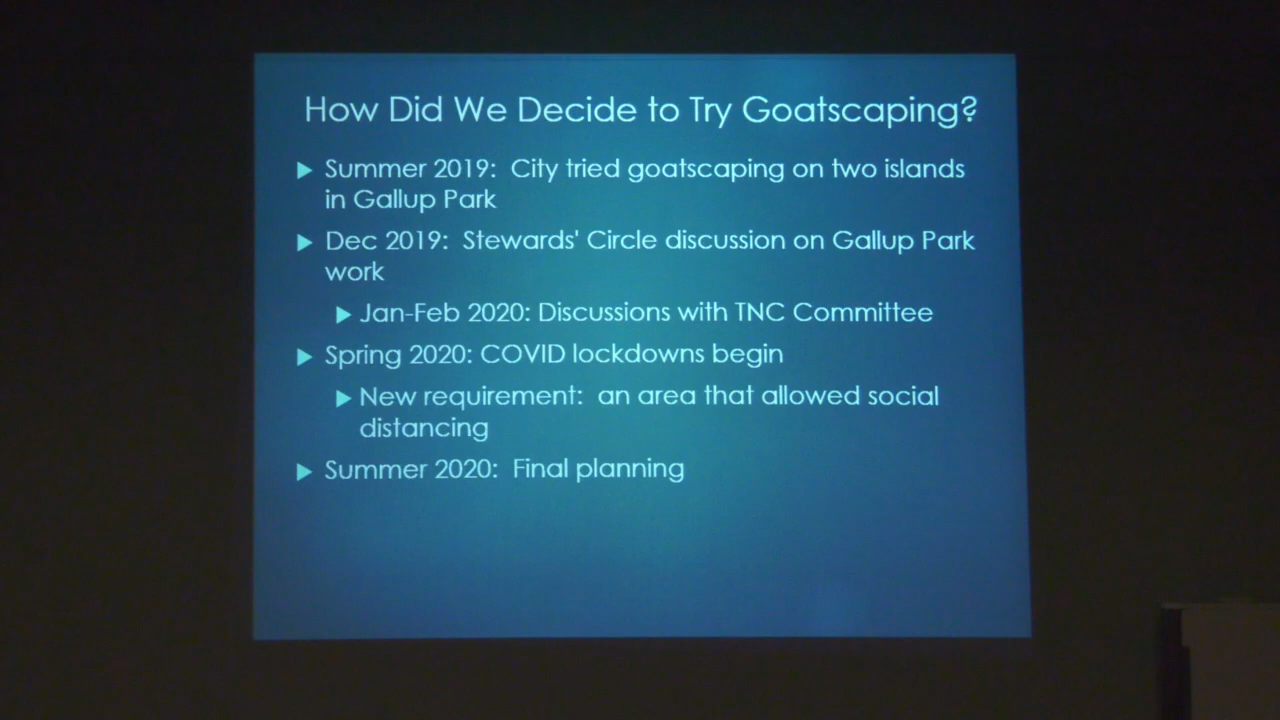 How Did We Decide to Try Goatscaping?
Summer 2019:  City tried goatscaping on two islands
in Gallup Park
Dec 2019:  Stewards' Circle discussion on Gallup Park
work
Jan-Feb 2020: Discussions with TNC Committee
Spring 2020: COVID lockdowns begin
New requirement:  an area that allowed social
distancing
Summer 2020:  Final planning